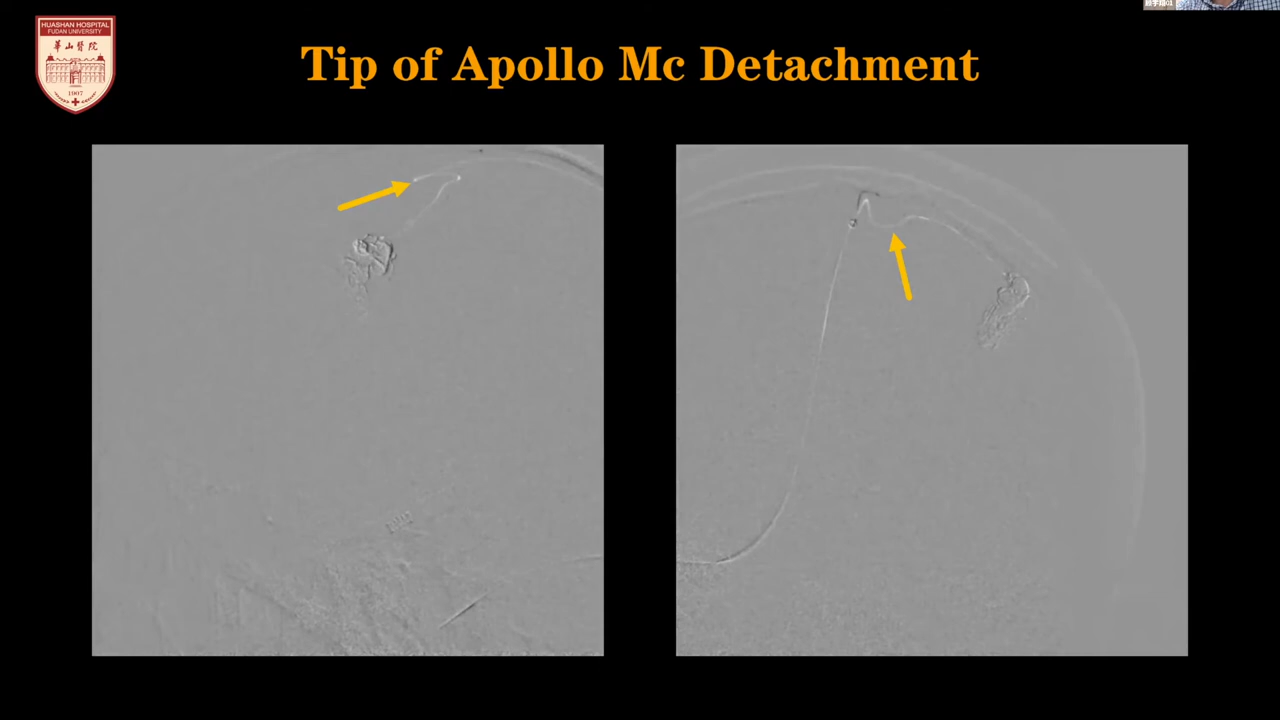 HUASHAN HOSPITAL
FUDAN UNIVERSITY
華山醫院
1907
Tip of Apollo Mc Detachment